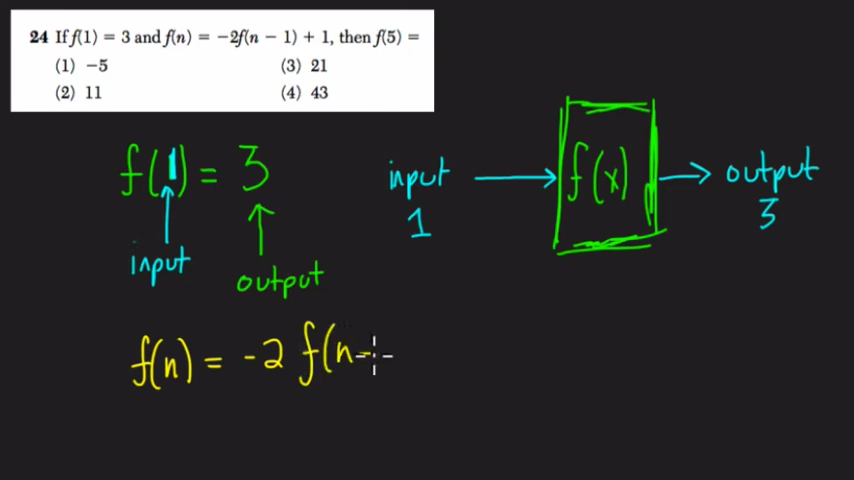 24 If f(1) = 3 and f(n) = −2f(n − 1) + 1, then f(5) =
(1) −5 (3) 21
(2) 11 (4) 43
f(1) = 3
input
output
input → f(x) → output
1 3
f(n) = -2 f(n-